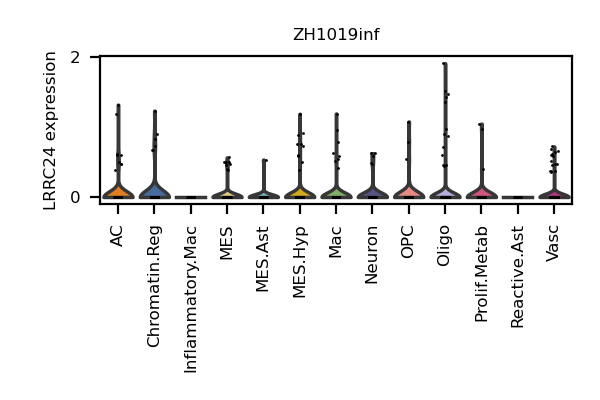 ZH1019inf
LRRC24 expression
2
0
AC
Chromatin.Reg
Inflammatory.Mac
MES
MES.Ast
MES.Hyp
Mac
Neuron
OPC
Oligo
Prolif.Metab
Reactive.Ast
Vasc